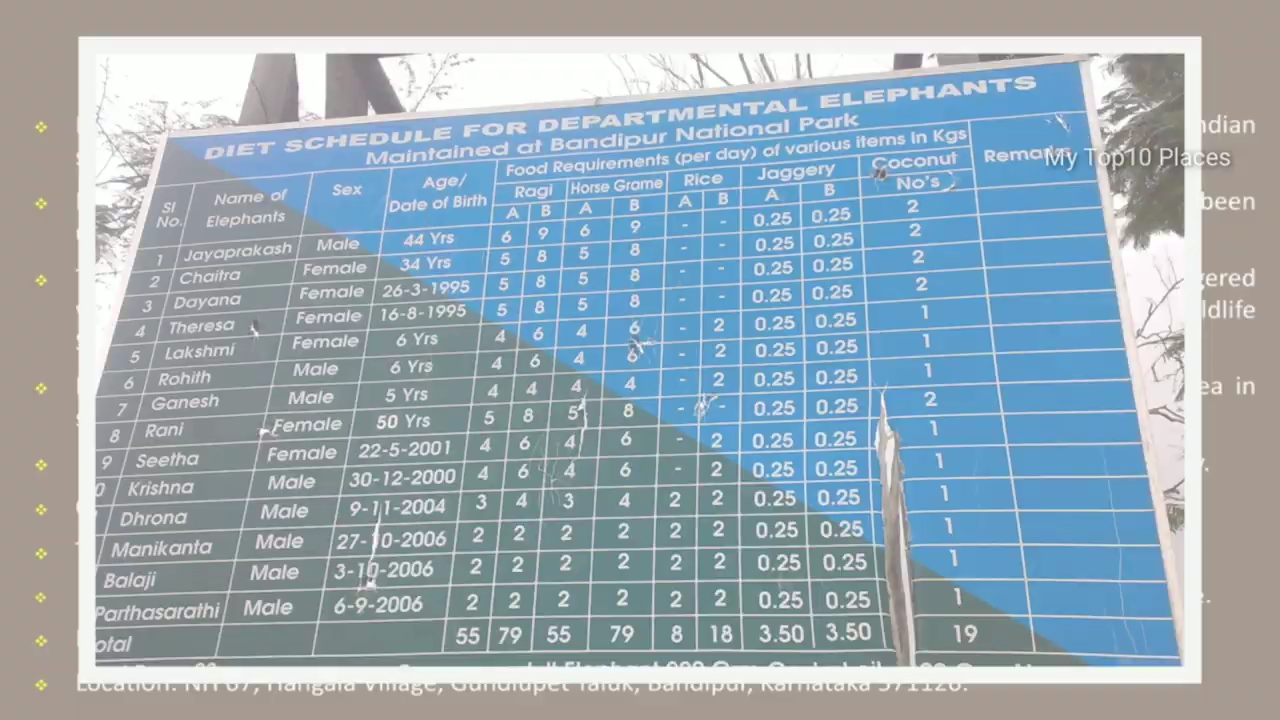 DIET SCHEDULE FOR DEPARTMENTAL ELEPHANTS
Maintained at Bandipur National Park
Sl No. Name of Elephants Sex Age/ Date of Birth Food Requirements (per day) of various items In Kgs Coconut No's Remarks
Ragi Horse Grame Rice Jaggery
A B A B A B A B
1 Jayaprakash Male 44 Yrs 6 9 6 9 - - 0.25 0.25 2
2 Chaitra Female 34 Yrs 5 8 5 8 - - 0.25 0.25 2
3 Dayana Female 26-3-1995 5 8 5 8 - - 0.25 0.25 2
4 Theresa Female 16-8-1995 5 8 5 8 - - 0.25 0.25 2
5 Lakshmi Female 6 Yrs 4 6 4 6 - 2 0.25 0.25 1
6 Rohith Male 6 Yrs 4 6 4 6 - 2 0.25 0.25 1
7 Ganesh Male 5 Yrs 4 4 4 4 - 2 0.25 0.25 1
8 Rani Female 50 Yrs 5 8 5 8 - - 0.25 0.25 2
9 Seetha Female 22-5-2001 4 6 4 6 - 2 0.25 0.25 1
0 Krishna Male 30-12-2000 4 6 4 6 - 2 0.25 0.25 1
Dhrona Male 9-11-2004 3 4 3 4 2 2 0.25 0.25 1
Manikanta Male 27-10-2006 2 2 2 2 2 2 0.25 0.25 1
Balaji Male 3-10-2006 2 2 2 2 2 2 0.25 0.25 1
Parthasarathi Male 6-9-2006 2 2 2 2 2 2 0.25 0.25 1
otal 55 79 55 79 8 18 3.50 3.50 19
My Top10 Places
ndian
been
gered
ldlife
ea in
Location: NH 67, Hangala Village, Gundlupet Taluk, Bandipur, Karnataka 571126.